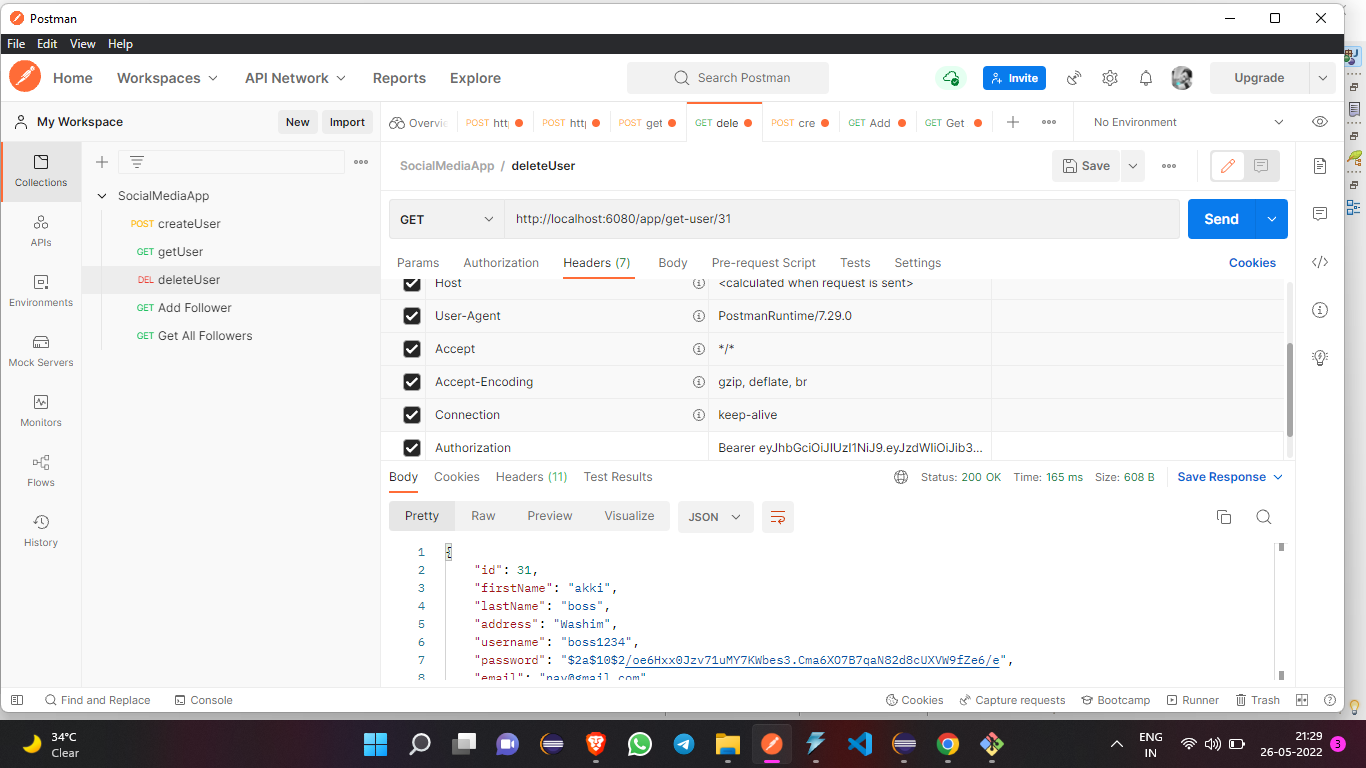 Postman
File Edit View Help
Home Workspaces API Network Reports Explore Search Postman Invite Upgrade
My Workspace New Import Overvie POST htt POST htt POST get GET dele POST cre GET Add GET Get No Environment
Collections
APIs
Environments
Mock Servers
Monitors
Flows
History
SocialMediaApp
POST createUser
GET getUser
DEL deleteUser
GET Add Follower
GET Get All Followers
SocialMediaApp / deleteUser Save
GET http://localhost:6080/app/get-user/31 Send
Params Authorization Headers (7) Body Pre-request Script Tests Settings Cookies
Host <calculated when request is sent>
User-Agent PostmanRuntime/7.29.0
Accept */*
Accept-Encoding gzip, deflate, br
Connection keep-alive
Authorization Bearer eyJhbGciOiJIUzI1NiJ9.eyJzdWIiOiJib3...
Body Cookies Headers (11) Test Results Status: 200 OK Time: 165 ms Size: 608 B Save Response
Pretty Raw Preview Visualize JSON
1 {
2 "id": 31,
3 "firstName": "akki",
4 "lastName": "boss",
5 "address": "Washim",
6 "username": "boss1234",
7 "password": "$2a$10$2/oe6Hxx0Jzv71uMY7KWbes3.Cma6XO7B7qaN82d8cUXVW9fZe6/e",
8 "email": "nav@gmail.com"
Find and Replace Console Cookies Capture requests Bootcamp Runner Trash
34°C
Clear
ENG
IN
21:29
26-05-2022
3